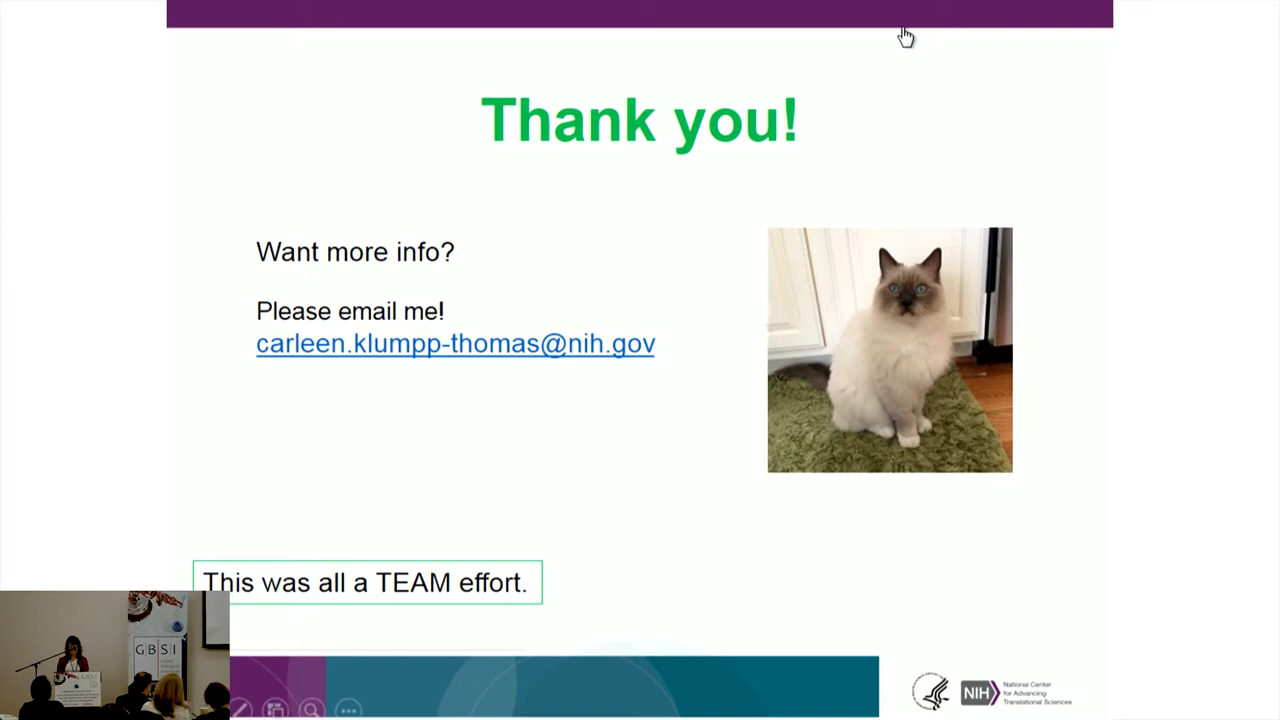 Thank you!
Want more info?
Please email me!
carleen.klumpp-thomas@nih.gov
This was all a TEAM effort.
GBSI
NIH
National Center
for Advancing
Translational Sciences